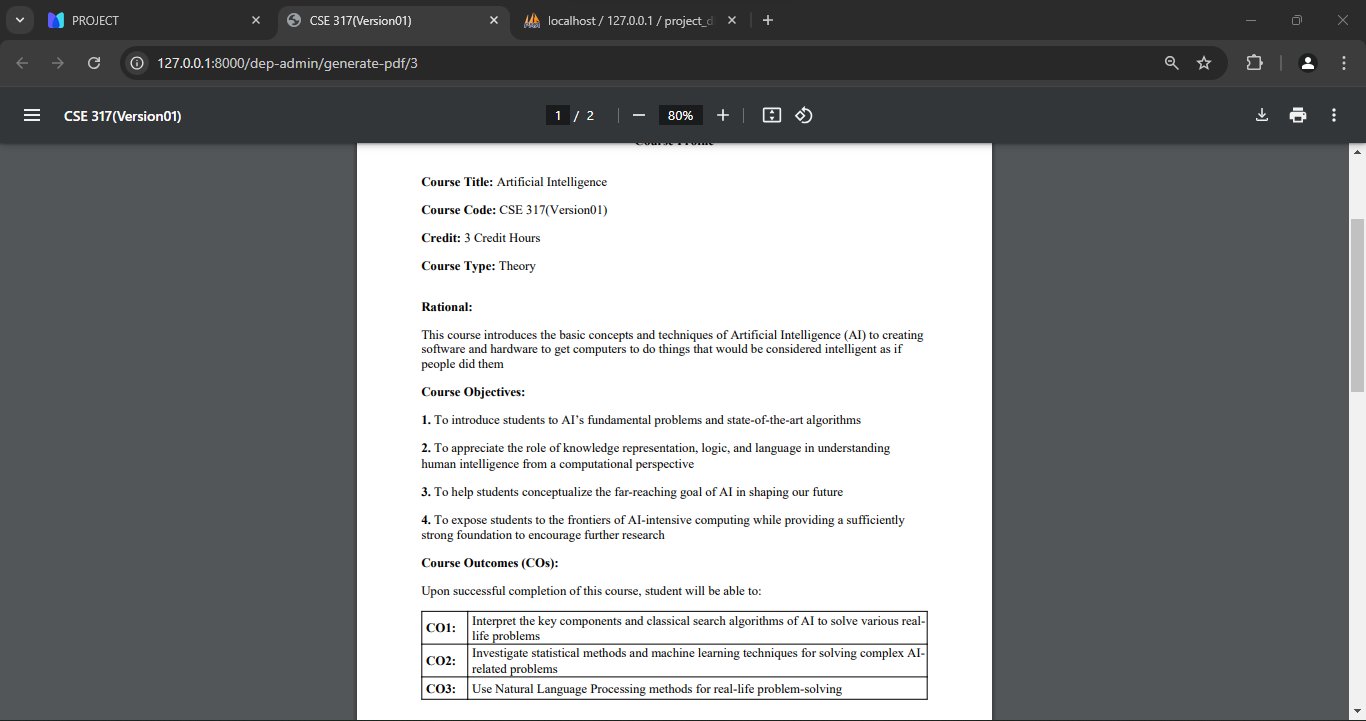 PROJECT
CSE 317(Version01)
localhost / 127.0.0.1 / project_d
127.0.0.1:8000/dep-admin/generate-pdf/3
CSE 317(Version01)
1 / 2
80%
Course Profile
Course Title: Artificial Intelligence
Course Code: CSE 317(Version01)
Credit: 3 Credit Hours
Course Type: Theory
Rational:
This course introduces the basic concepts and techniques of Artificial Intelligence (AI) to creating
software and hardware to get computers to do things that would be considered intelligent as if
people did them
Course Objectives:
1. To introduce students to AI’s fundamental problems and state-of-the-art algorithms
2. To appreciate the role of knowledge representation, logic, and language in understanding
human intelligence from a computational perspective
3. To help students conceptualize the far-reaching goal of AI in shaping our future
4. To expose students to the frontiers of AI-intensive computing while providing a sufficiently
strong foundation to encourage further research
Course Outcomes (COs):
Upon successful completion of this course, student will be able to:
CO1: Interpret the key components and classical search algorithms of AI to solve various real-
life problems
CO2: Investigate statistical methods and machine learning techniques for solving complex AI-
related problems
CO3: Use Natural Language Processing methods for real-life problem-solving